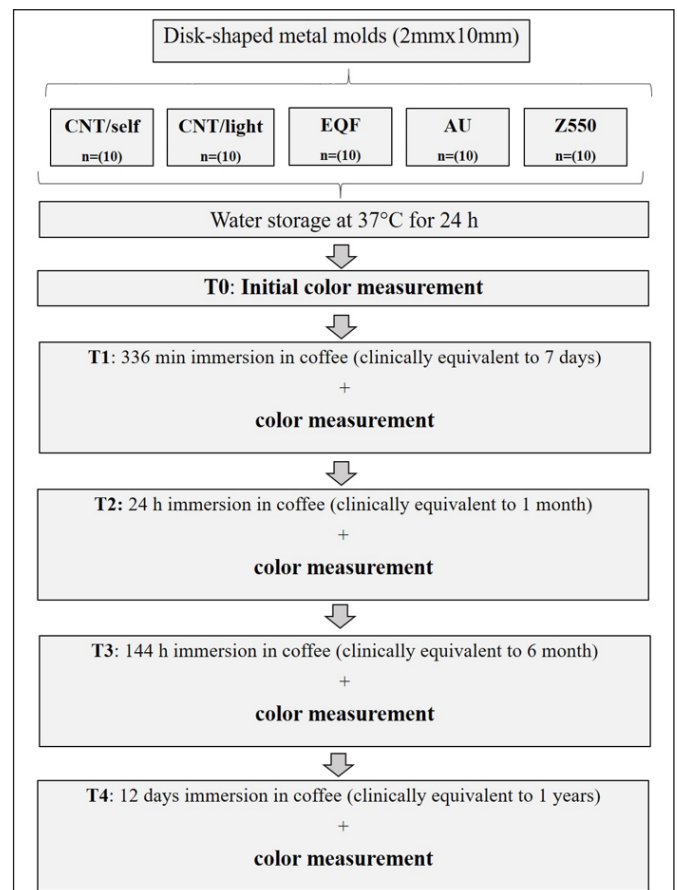 Disk-shaped metal molds (2mmx10mm)
CNT/self
n=(10)
CNT/light
n=(10)
EQF
n=(10)
AU
n=(10)
Z550
n=(10)
Water storage at 37°C for 24 h
T0: Initial color measurement
T1: 336 min immersion in coffee (clinically equivalent to 7 days)
+
color measurement
T2: 24 h immersion in coffee (clinically equivalent to 1 month)
+
color measurement
T3: 144 h immersion in coffee (clinically equivalent to 6 month)
+
color measurement
T4: 12 days immersion in coffee (clinically equivalent to 1 years)
+
color measurement